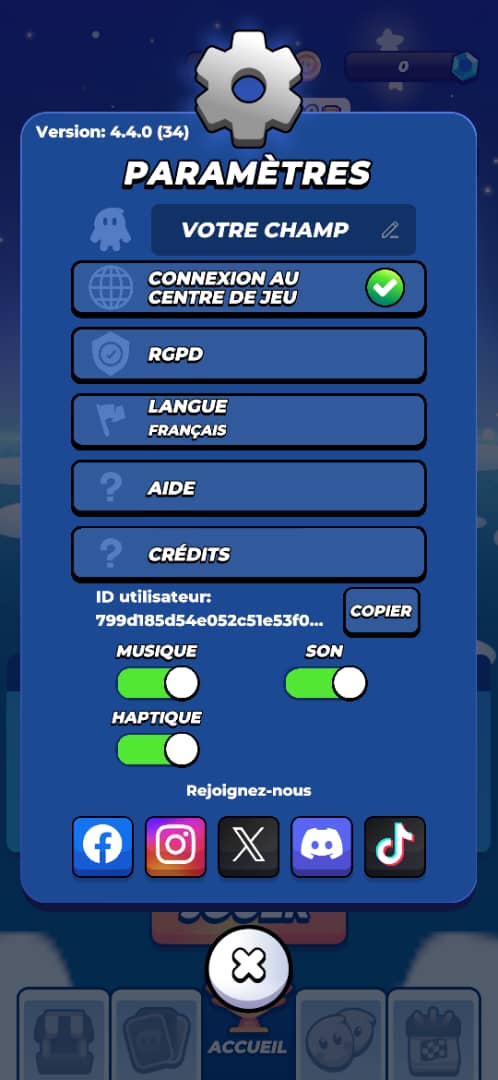 0
Version: 4.4.0 (34)
PARAMÈTRES
VOTRE CHAMP
CONNEXION AU
CENTRE DE JEU
RGPD
LANGUE
FRANÇAIS
AIDE
CRÉDITS
ID utilisateur:
799d185d54e052c51e53f0...
COPIER
MUSIQUE
SON
HAPTIQUE
Rejoignez-nous
JOUER
ACCUEIL